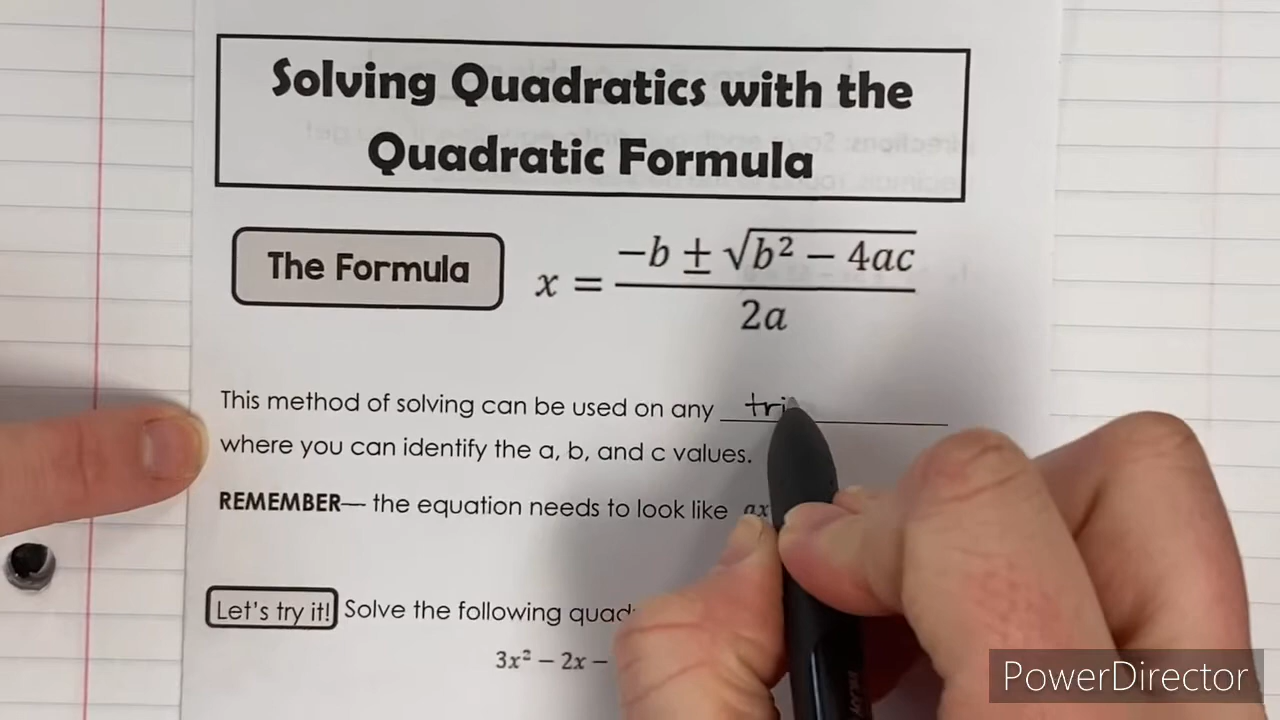 Solving Quadratics with the
Quadratic Formula
The Formula
x = −b ± √b² − 4ac / 2a
This method of solving can be used on any tri
where you can identify the a, b, and c values.
REMEMBER— the equation needs to look like ax
Let's try it! Solve the following quad
3x² − 2x −
PowerDirector